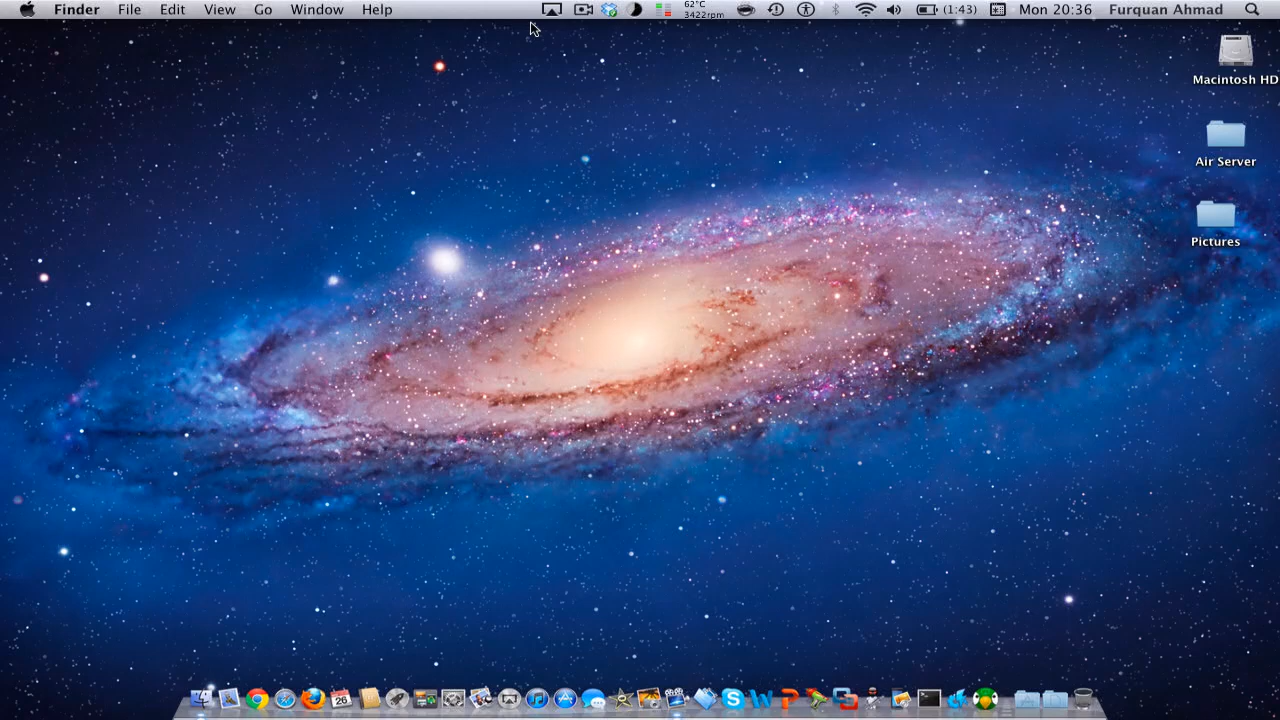 Finder File Edit View Go Window Help 62°C 3422rpm (1:43) Mon 20:36 Furquan Ahmad
Macintosh HD
Air Server
Pictures
26